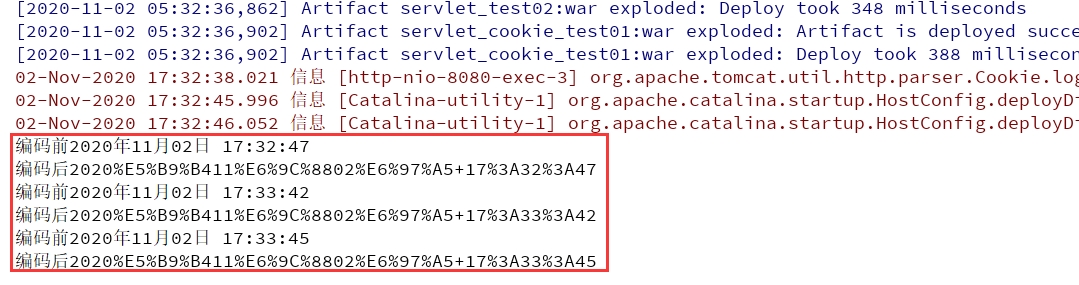 [2020-11-02 05:32:36,862] Artifact servlet_test02:war exploded: Deploy took 348 milliseconds
[2020-11-02 05:32:36,902] Artifact servlet_cookie_test01:war exploded: Artifact is deployed succe
[2020-11-02 05:32:36,902] Artifact servlet_cookie_test01:war exploded: Deploy took 388 millisecon
02-Nov-2020 17:32:38.021 信息 [http-nio-8080-exec-3] org.apache.tomcat.util.http.parser.Cookie.log
02-Nov-2020 17:32:45.996 信息 [Catalina-utility-1] org.apache.catalina.startup.HostConfig.deployDi
02-Nov-2020 17:32:46.052 信息 [Catalina-utility-1] org.apache.catalina.startup.HostConfig.deployDi
编码前2020年11月02日 17:32:47
编码后2020%E5%B9%B411%E6%9C%8802%E6%97%A5+17%3A32%3A47
编码前2020年11月02日 17:33:42
编码后2020%E5%B9%B411%E6%9C%8802%E6%97%A5+17%3A33%3A42
编码前2020年11月02日 17:33:45
编码后2020%E5%B9%B411%E6%9C%8802%E6%97%A5+17%3A33%3A45